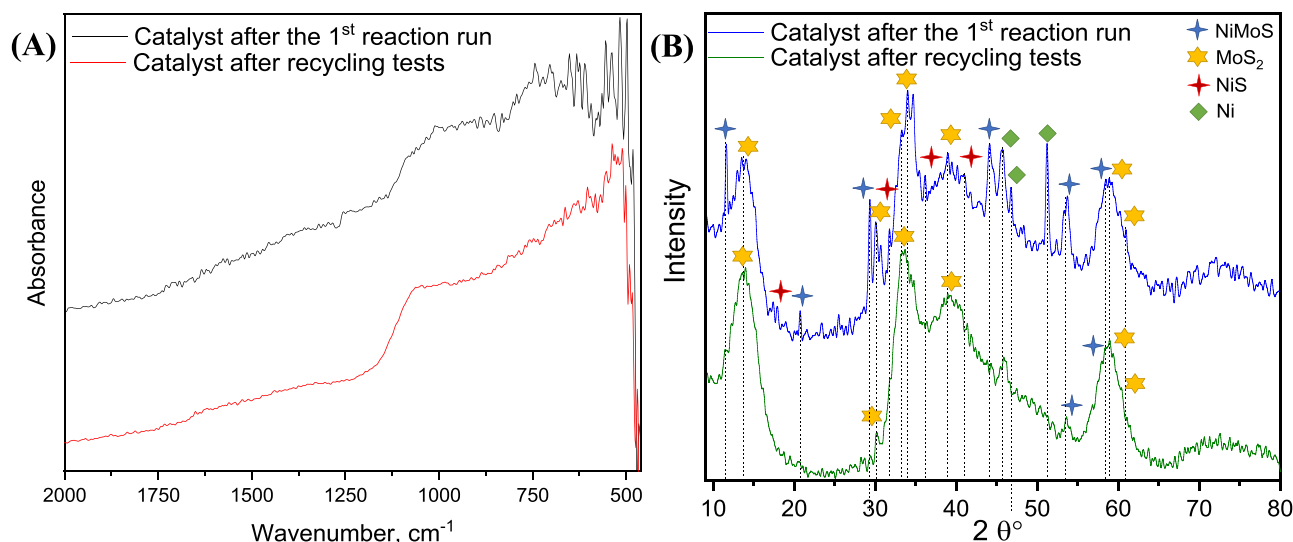 (A)
Catalyst after the 1st reaction run
Catalyst after recycling tests
Absorbance
2000 1750 1500 1250 1000 750 500
Wavenumber, cm-1
(B)
Catalyst after the 1st reaction run
Catalyst after recycling tests
NiMoS
MoS2
NiS
Ni
Intensity
10 20 30 40 50 60 70 80
2 θ°